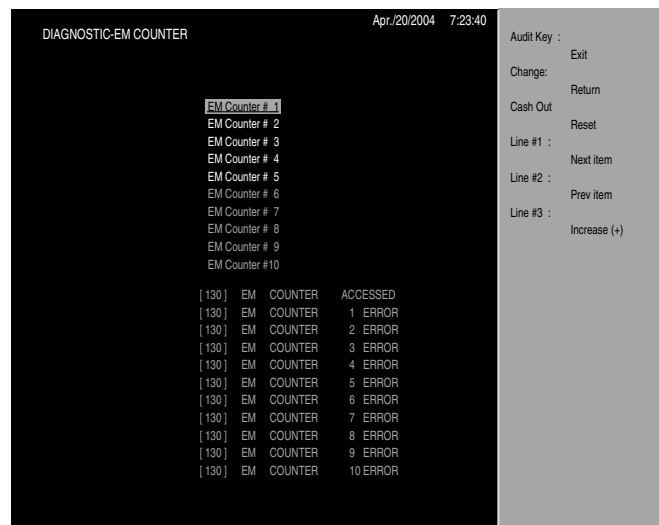 Apr./20/2004 7:23:40
DIAGNOSTIC-EM COUNTER
EM Counter # 1
EM Counter # 2
EM Counter # 3
EM Counter # 4
EM Counter # 5
EM Counter # 6
EM Counter # 7
EM Counter # 8
EM Counter # 9
EM Counter #10
[ 130 ] EM COUNTER ACCESSED
[ 130 ] EM COUNTER 1 ERROR
[ 130 ] EM COUNTER 2 ERROR
[ 130 ] EM COUNTER 3 ERROR
[ 130 ] EM COUNTER 4 ERROR
[ 130 ] EM COUNTER 5 ERROR
[ 130 ] EM COUNTER 6 ERROR
[ 130 ] EM COUNTER 7 ERROR
[ 130 ] EM COUNTER 8 ERROR
[ 130 ] EM COUNTER 9 ERROR
[ 130 ] EM COUNTER 10 ERROR
Audit Key :
Exit
Change:
Return
Cash Out
Reset
Line #1 :
Next item
Line #2 :
Prev item
Line #3 :
Increase (+)